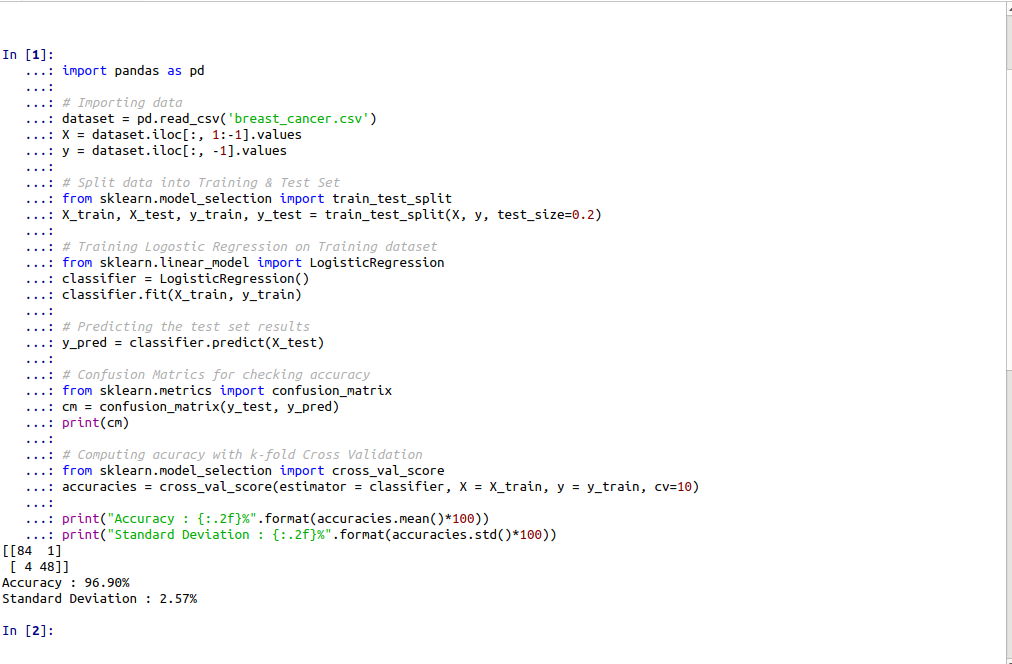 In [1]:
...: import pandas as pd
...:
...: # Importing data
...: dataset = pd.read_csv('breast_cancer.csv')
...: X = dataset.iloc[:, 1:-1].values
...: y = dataset.iloc[:, -1].values
...:
...: # Split data into Training & Test Set
...: from sklearn.model_selection import train_test_split
...: X_train, X_test, y_train, y_test = train_test_split(X, y, test_size=0.2)
...:
...: # Training Logostic Regression on Training dataset
...: from sklearn.linear_model import LogisticRegression
...: classifier = LogisticRegression()
...: classifier.fit(X_train, y_train)
...:
...: # Predicting the test set results
...: y_pred = classifier.predict(X_test)
...:
...: # Confusion Matrics for checking accuracy
...: from sklearn.metrics import confusion_matrix
...: cm = confusion_matrix(y_test, y_pred)
...: print(cm)
...:
...: # Computing acuracy with k-fold Cross Validation
...: from sklearn.model_selection import cross_val_score
...: accuracies = cross_val_score(estimator = classifier, X = X_train, y = y_train, cv=10)
...:
...: print("Accuracy : {:.2f}%".format(accuracies.mean()*100))
...: print("Standard Deviation : {:.2f}%".format(accuracies.std()*100))
[[84  1]
 [ 4 48]]
Accuracy : 96.90%
Standard Deviation : 2.57%
In [2]: